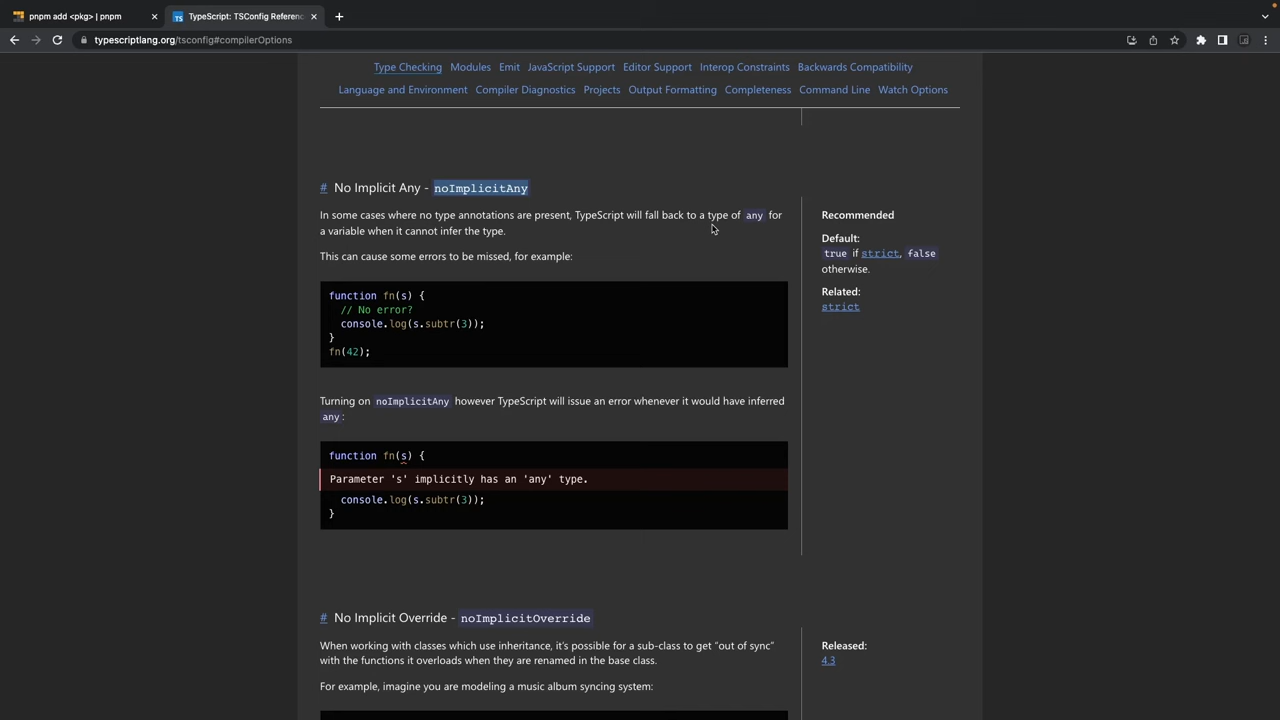 pnpm add <pkg> | pnpm
TypeScript: TSConfig Referenc
typescriptlang.org/tsconfig#compilerOptions
Type Checking Modules Emit JavaScript Support Editor Support Interop Constraints Backwards Compatibility
Language and Environment Compiler Diagnostics Projects Output Formatting Completeness Command Line Watch Options
# No Implicit Any - noImplicitAny
In some cases where no type annotations are present, TypeScript will fall back to a type of any for
a variable when it cannot infer the type.
This can cause some errors to be missed, for example:
function fn(s) {
// No error?
console.log(s.subtr(3));
}
fn(42);
Turning on noImplicitAny however TypeScript will issue an error whenever it would have inferred
any:
function fn(s) {
Parameter 's' implicitly has an 'any' type.
console.log(s.subtr(3));
}
Recommended
Default:
true if strict, false
otherwise.
Related:
strict
# No Implicit Override - noImplicitOverride
When working with classes which use inheritance, it's possible for a sub-class to get "out of sync"
with the functions it overloads when they are renamed in the base class.
For example, imagine you are modeling a music album syncing system:
Released:
4.3